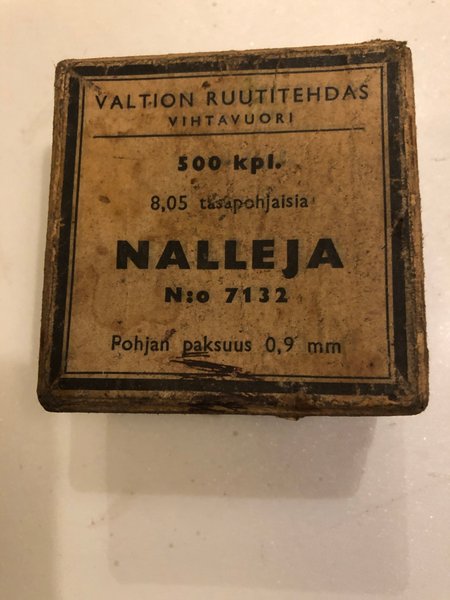 VALTION RUUTITEHDAS
VIHTAVUORI
500 kpl.
8,05 tasapohjaisia
NALLEJA
N:o 7132
Pohjan paksuus 0,9 mm